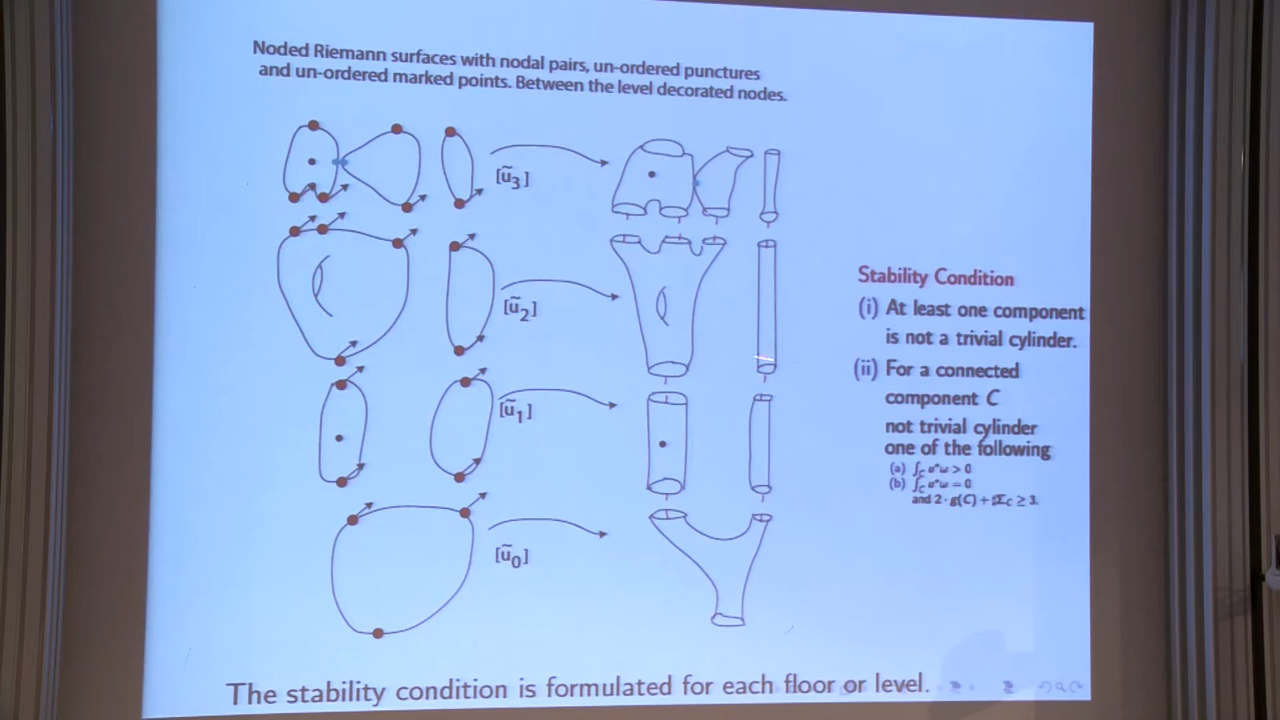 Noded Riemann surfaces with nodal pairs, un-ordered punctures
and un-ordered marked points. Between the level decorated nodes.
[ũ₃]
[ũ₂]
[ũ₁]
[ũ₀]
Stability Condition
(i) At least one component
is not a trivial cylinder.
(ii) For a connected
component C
not trivial cylinder
one of the following
(a) ∫_C u*ω > 0
(b) ∫_C u*ω = 0
and 2·g(C) + ♯Σ_C ≥ 3.
The stability condition is formulated for each floor or level.